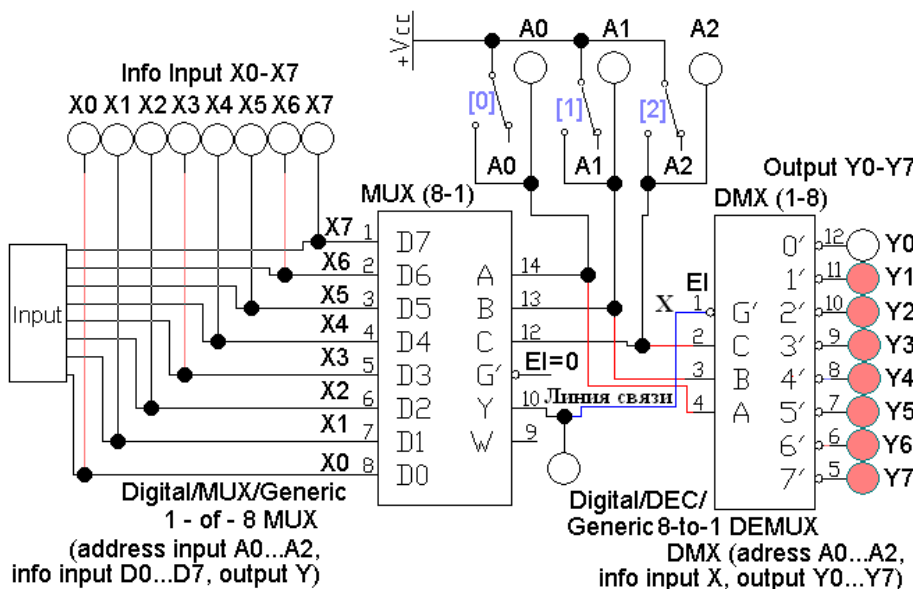 +Vcc
A0 A1 A2
Info Input X0-X7
X0 X1 X2 X3 X4 X5 X6 X7
[0] [1] [2]
A0 A1 A2
Output Y0-Y7
MUX (8-1)
DMX (1-8)
Input
X7 1 D7
X6 2 D6 A 14
X5 3 D5 B 13
X4 4 D4 C 12
X3 5 D3 G' EI=0
X2 6 D2 Y 10 Линия связи
X1 7 D1 W 9
X0 8 D0
0' 12 Y0
1' 11 Y1
X EI 1 G' 2' 10 Y2
2 C 3' 9 Y3
3 B 4' 8 Y4
4 A 5' 7 Y5
6' 6 Y6
7' 5 Y7
Digital/MUX/Generic
1 - of - 8 MUX
(address input A0...A2,
info input D0...D7, output Y)
Digital/DEC/
Generic 8-to-1 DEMUX
DMX (adress A0...A2,
info input X, output Y0...Y7)